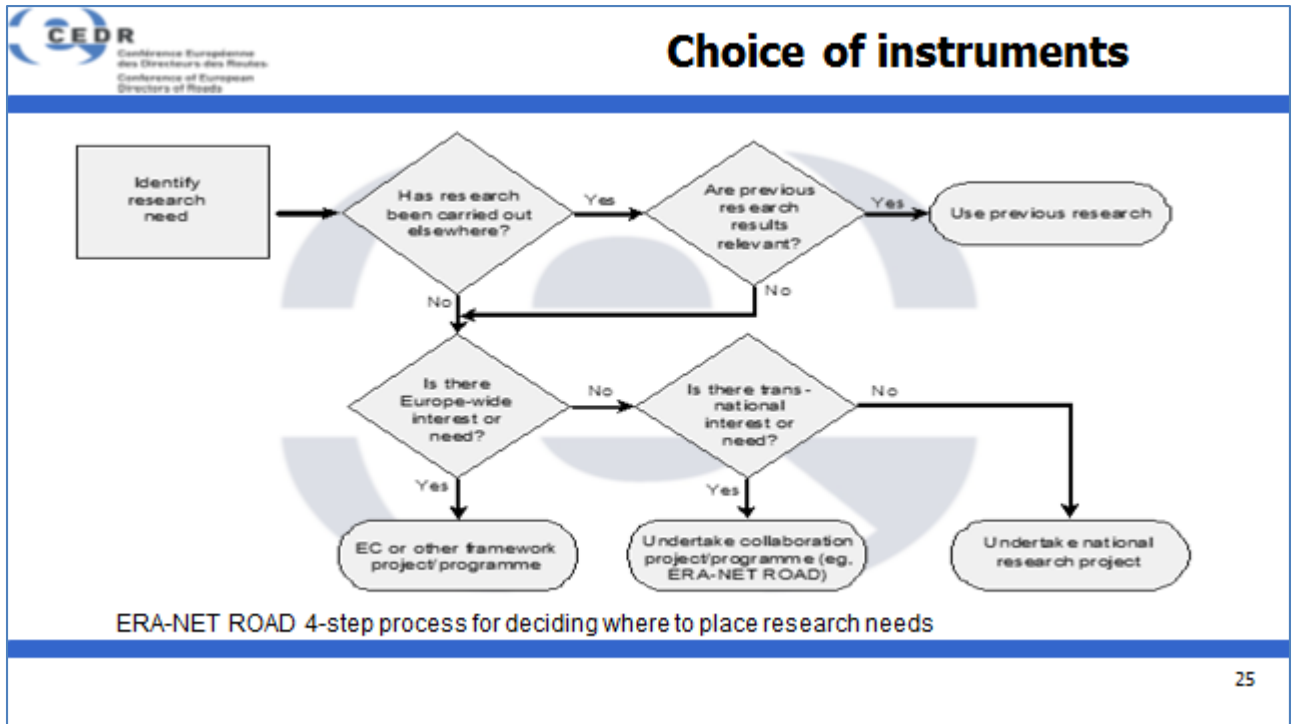 CEDR
Conférence Européenne
des Directeurs des Routes
Conference of European
Directors of Roads
Choice of instruments
Identify
research
need
Has research
been carried out
elsewhere?
Yes
Are previous
research
results
relevant?
Yes
Use previous research
No
No
Is there
Europe-wide
interest or
need?
No
Is there trans-
national
interest or
need?
No
Yes
Yes
EC or other framework
project/programme
Undertake collaboration
project/programme (eg.
ERA-NET ROAD)
Undertake national
research project
ERA-NET ROAD 4-step process for deciding where to place research needs
25